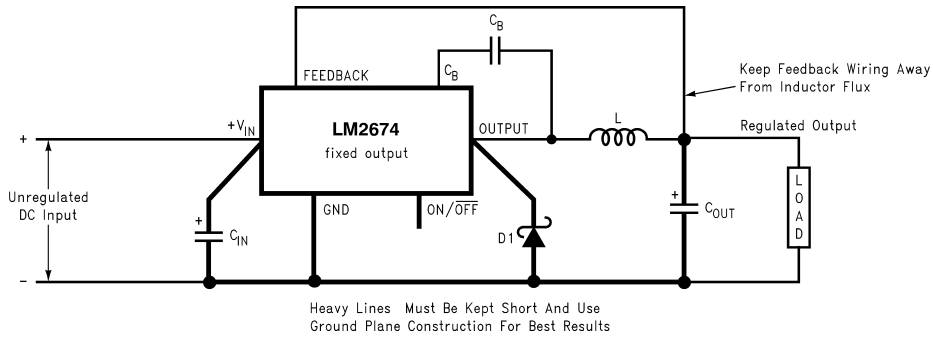 C_B
FEEDBACK
C_B
Keep Feedback Wiring Away
From Inductor Flux
+
+V_IN
LM2674
fixed output
OUTPUT
L
Regulated Output
Unregulated
DC Input
+
C_IN
GND
ON/O̅F̅F̅
D1
+
C_OUT
LOAD
−
Heavy Lines Must Be Kept Short And Use
Ground Plane Construction For Best Results